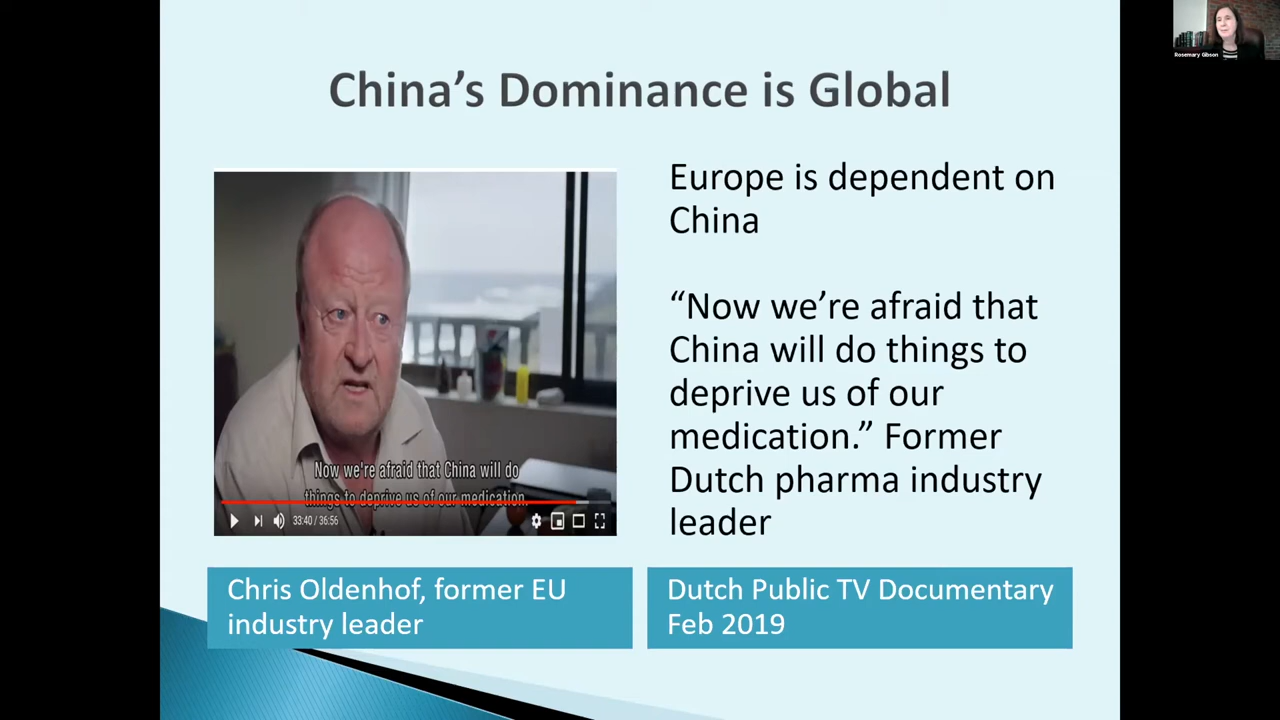 Rosemary Gibson
China’s Dominance is Global
Now we're afraid that China will do
things to deprive us of our medication.
33:40 / 36:56
Europe is dependent on
China
“Now we’re afraid that
China will do things to
deprive us of our
medication.” Former
Dutch pharma industry
leader
Chris Oldenhof, former EU
industry leader
Dutch Public TV Documentary
Feb 2019